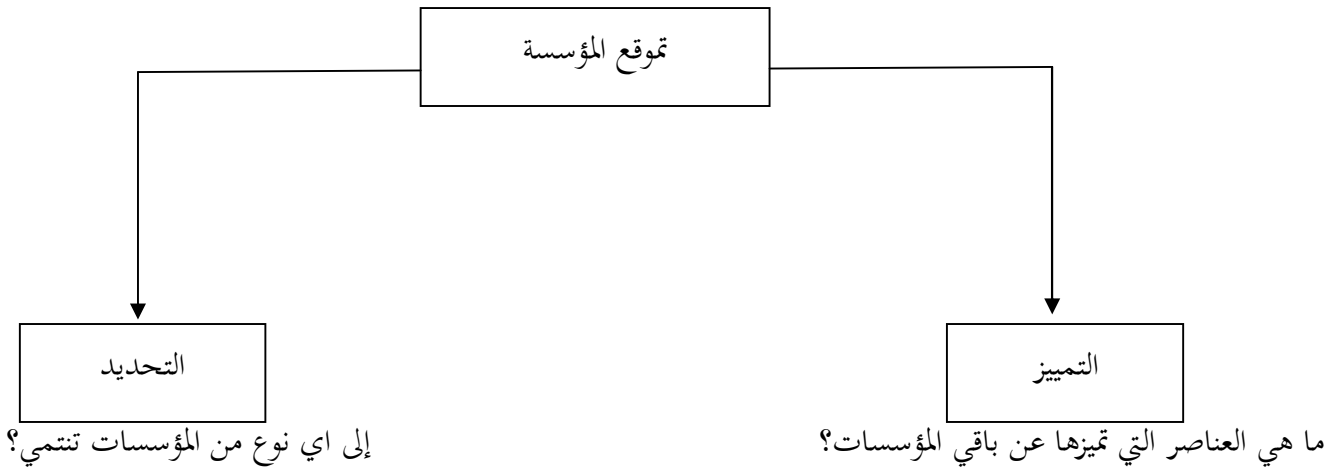 تموقع المؤسسة
التمييز
التحديد
ما هي العناصر التي تميزها عن باقي المؤسسات؟
إلى اي نوع من المؤسسات تنتمي؟